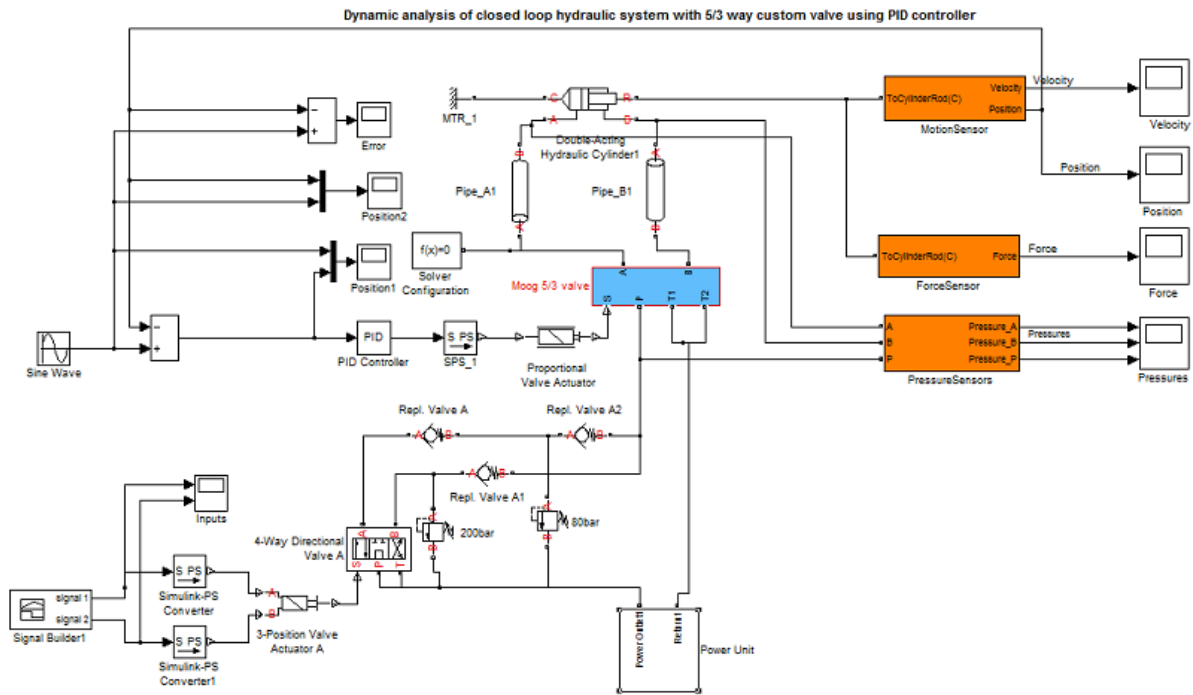 Dynamic analysis of closed loop hydraulic system with 5/3 way custom valve using PID controller
MTR_1
C
R
A
B
Double-Acting
Hydraulic Cylinder1
ToCylinderRod(C)
Velocity
Position
MotionSensor
Velocity
Velocity
Position
Position
Error
Position2
Position1
B
A
Pipe_A1
A
B
Pipe_B1
f(x)=0
Solver
Configuration
Moog 5/3 valve
A
B
S
P
T1
T2
ToCylinderRod(C)
Force
ForceSensor
Force
Force
A
B
P
Pressure_A
Pressure_B
Pressure_P
PressureSensors
Pressures
Pressures
Sine Wave
PID
PID Controller
S PS
SPS_1
Proportional
Valve Actuator
Repl. Valve A
A
B
Repl. Valve A2
A
B
Repl. Valve A1
A
B
Inputs
4-Way Directional
Valve A
A
B
S
P
T
A
B
200bar
A
B
80bar
signal 1
signal 2
Signal Builder1
S PS
Simulink-PS
Converter
S PS
Simulink-PS
Converter1
A
B
3-Position Valve
Actuator A
Power Outlet1
Return1
Power Unit